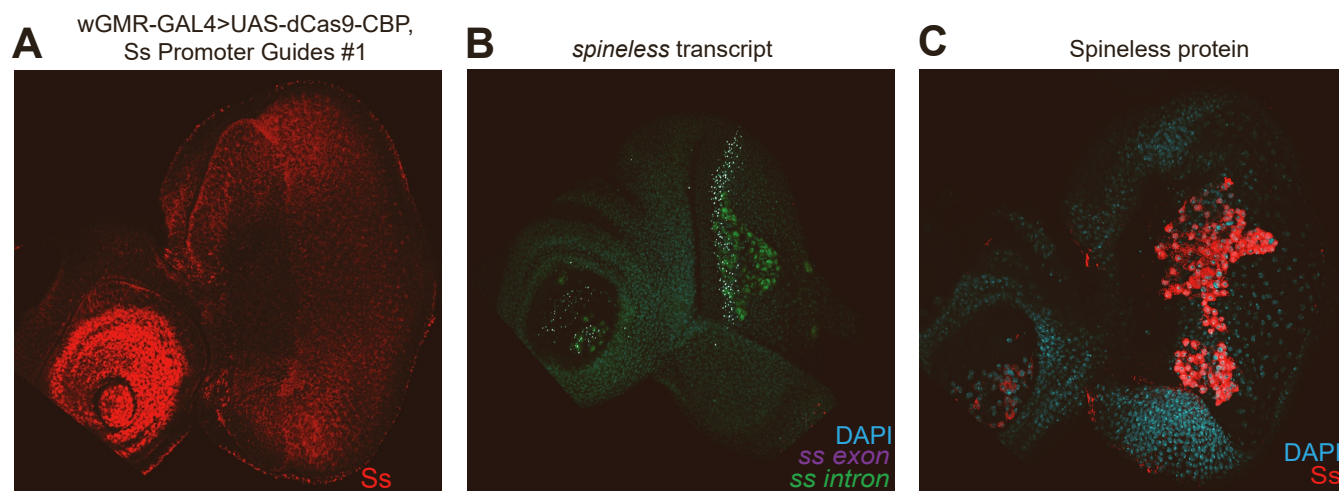 A
wGMR-GAL4>UAS-dCas9-CBP,
Ss Promoter Guides #1
Ss
B
spineless transcript
DAPI
ss exon
ss intron
C
Spineless protein
DAPI
Ss